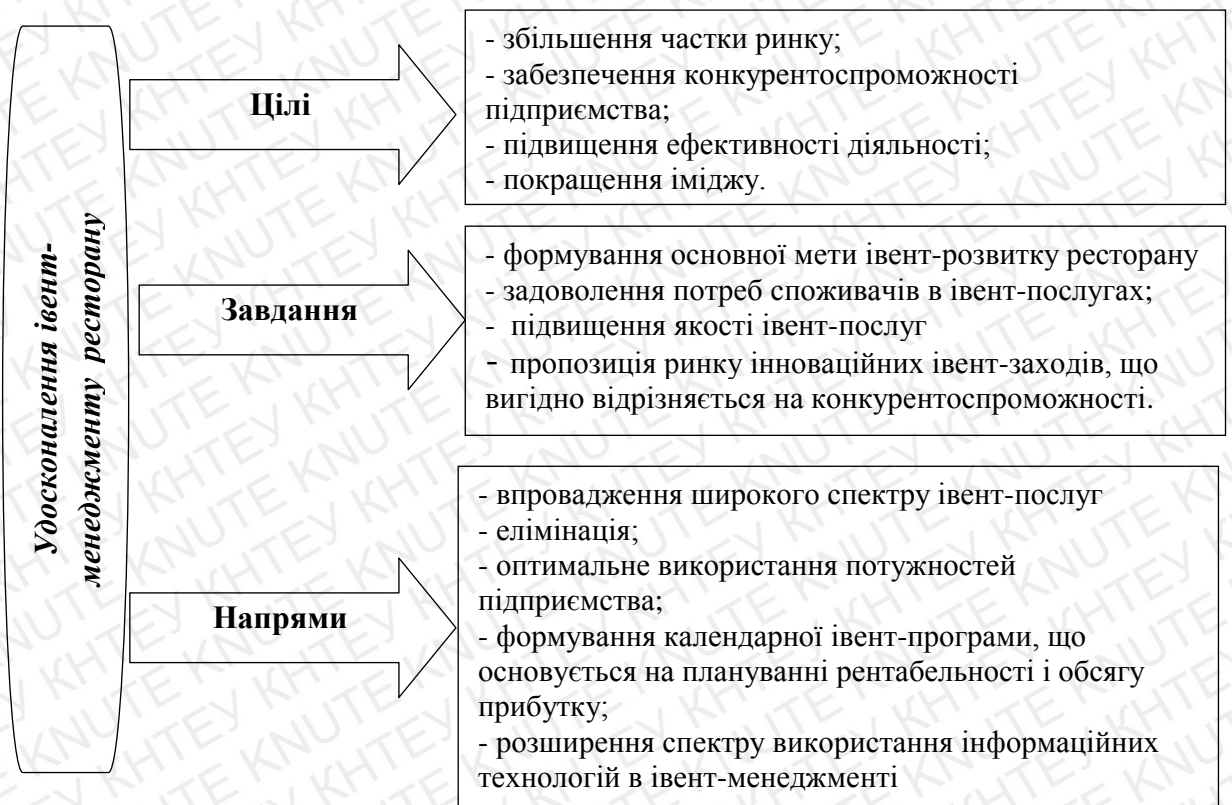 Удосконалення івент-
менеджменту ресторану
Цілі
- збільшення частки ринку;
- забезпечення конкурентоспроможності
підприємства;
- підвищення ефективності діяльності;
- покращення іміджу.
Завдання
- формування основної мети івент-розвитку ресторану
- задоволення потреб споживачів в івент-послугах;
- підвищення якості івент-послуг
- пропозиція ринку інноваційних івент-заходів, що
вигідно відрізняється на конкурентоспроможності.
Напрями
- впровадження широкого спектру івент-послуг
- елімінація;
- оптимальне використання потужностей
підприємства;
- формування календарної івент-програми, що
основується на плануванні рентабельності і обсягу
прибутку;
- розширення спектру використання інформаційних
технологій в івент-менеджменті